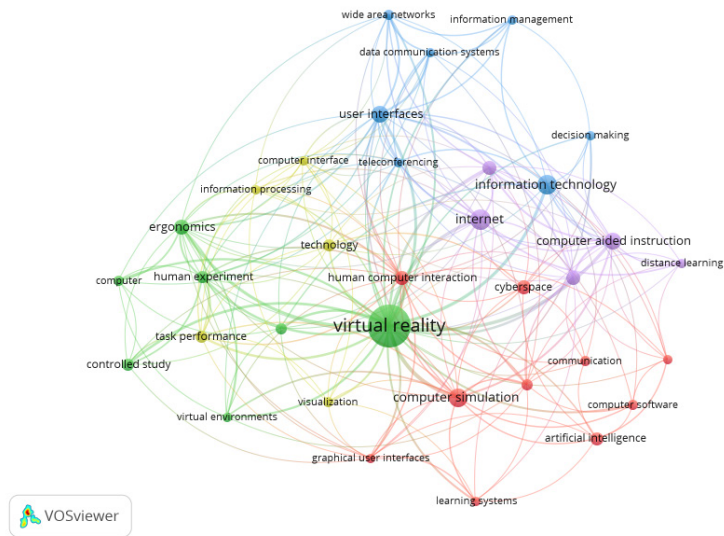 wide area networks
information management
data communication systems
user interfaces
decision making
computer interface
teleconferencing
information processing
information technology
internet
ergonomics
computer aided instruction
technology
distance learning
computer
human experiment
human computer interaction
cyberspace
virtual reality
task performance
controlled study
communication
visualization
computer simulation
computer software
virtual environments
artificial intelligence
graphical user interfaces
learning systems
VOSviewer